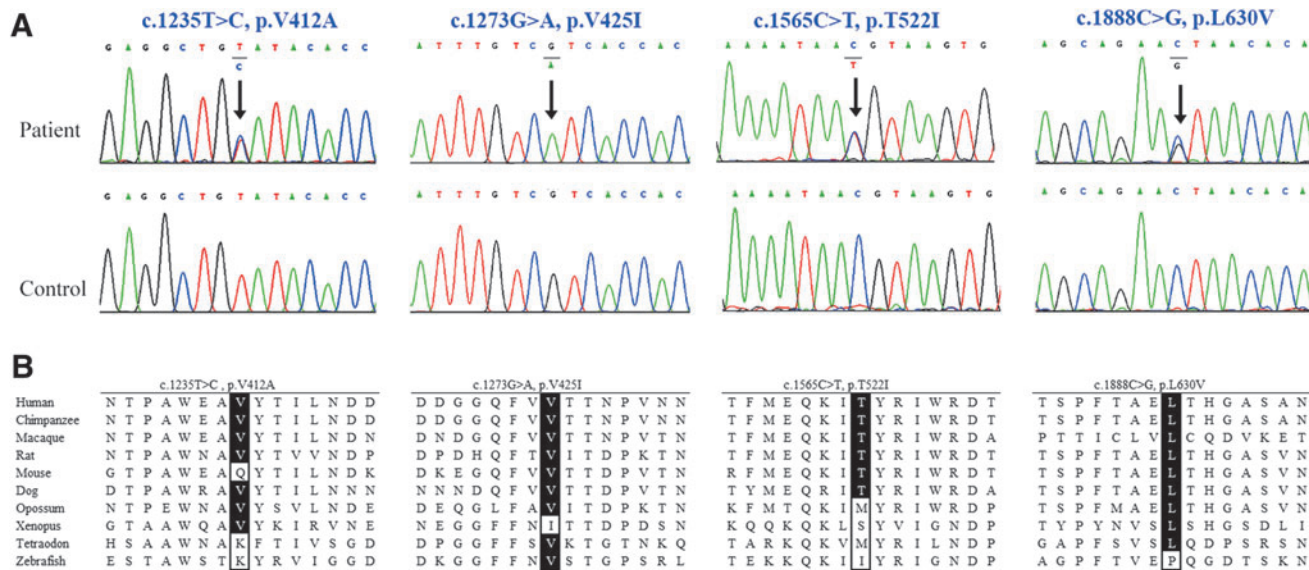 A
c.1235T>C, p.V412A c.1273G>A, p.V425I c.1565C>T, p.T522I c.1888C>G, p.L630V
G A G G C T G T A T A C A C C A T T T G T C G T C A C C A C A A A A T A A C G T A A G T G A G C A G A A C T A A C A C A
C A T G
Patient
G A G G C T G T A T A C A C C A T T T G T C G T C A C C A C A A A A T A A C G T A A G T G A G C A G A A C T A A C A C A
Control
B
c.1235T>C , p.V412A c.1273G>A, p.V425I c.1565C>T, p.T522I c.1888C>G, p.L630V
Human N T P A W E A V Y T I L N D D D D G G Q F V V T T N P V N N T F M E Q K I T Y R I W R D T T S P F T A E L T H G A S A N
Chimpanzee N T P A W E A V Y T I L N D D D D G G Q F V V T T N P V N N T F M E Q K I T Y R I W R D T T S P F T A E L T H G A S A N
Macaque N T P A W E A V Y T I L N D N D N D G Q F V V T T N P V T N T F M E Q K I T Y R I W R D A P T T I C L V L C Q D V K E T
Rat N T P A W N A V Y T V V N D P D P D H Q F T V I T D P K T N T F M E Q K I T Y R I W R D T T S P F T A E L T H G A S V N
Mouse G T P A W E A Q Y T I L N D K D K E G Q F V V T T D P V T N R F M E Q K I T Y R I W R D T T S P F T A E L T H G A S V N
Dog D T P A W R A V Y T I L N N N N N N D Q F V V T T D P V T N T Y M E Q R I T Y R I W R D A T S P F T A E L T H G A S V N
Opossum N T P E W N A V Y S V L N D E D E Q G L F A V I T D P K T N K F M T Q K I M Y R I W R D P T S P F M A E L T H G A S V N
Xenopus G T A A W Q A V Y K I R V N E N E G G F F N I T T D P D S N K Q Q K Q K L S Y V I G N D P T Y P Y N V S L S H G S D L I
Tetraodon H S A A W N A K F T I V S G D D P G G F F S V K T G T N K Q T A R K Q K V M Y R I L N D P G A P F S V S L Q D P S R S N
Zebrafish E S T A W S T K Y R V I G G D D P G G F F N V S T G P S R L T E K K Q K I I Y R I G N D P A G P F S V E P Q G D T S K N